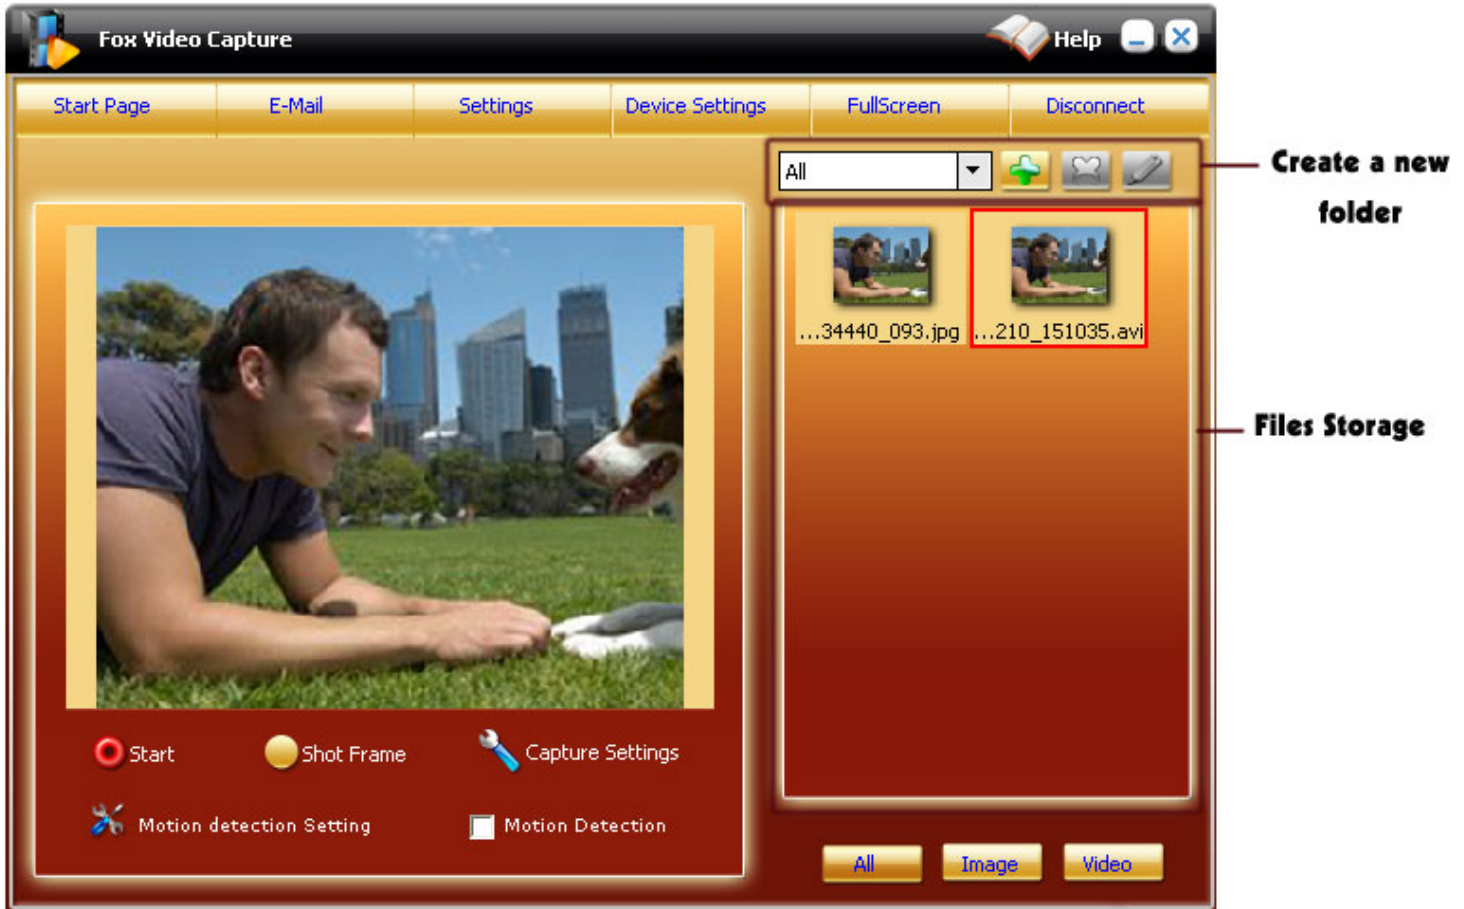 Fox Video Capture
Help
Start Page
E-Mail
Settings
Device Settings
FullScreen
Disconnect
All
Create a new
folder
...34440_093.jpg
...210_151035.avi
Files Storage
Start
Shot Frame
Capture Settings
Motion detection Setting
Motion Detection
All
Image
Video